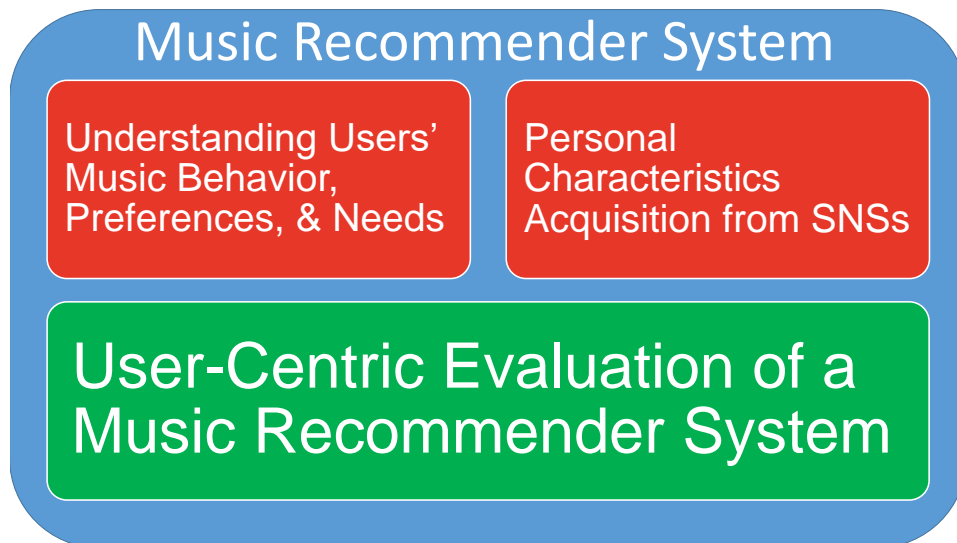 Music Recommender System
Understanding Users’
Music Behavior,
Preferences, & Needs
Personal
Characteristics
Acquisition from SNSs
User-Centric Evaluation of a
Music Recommender System